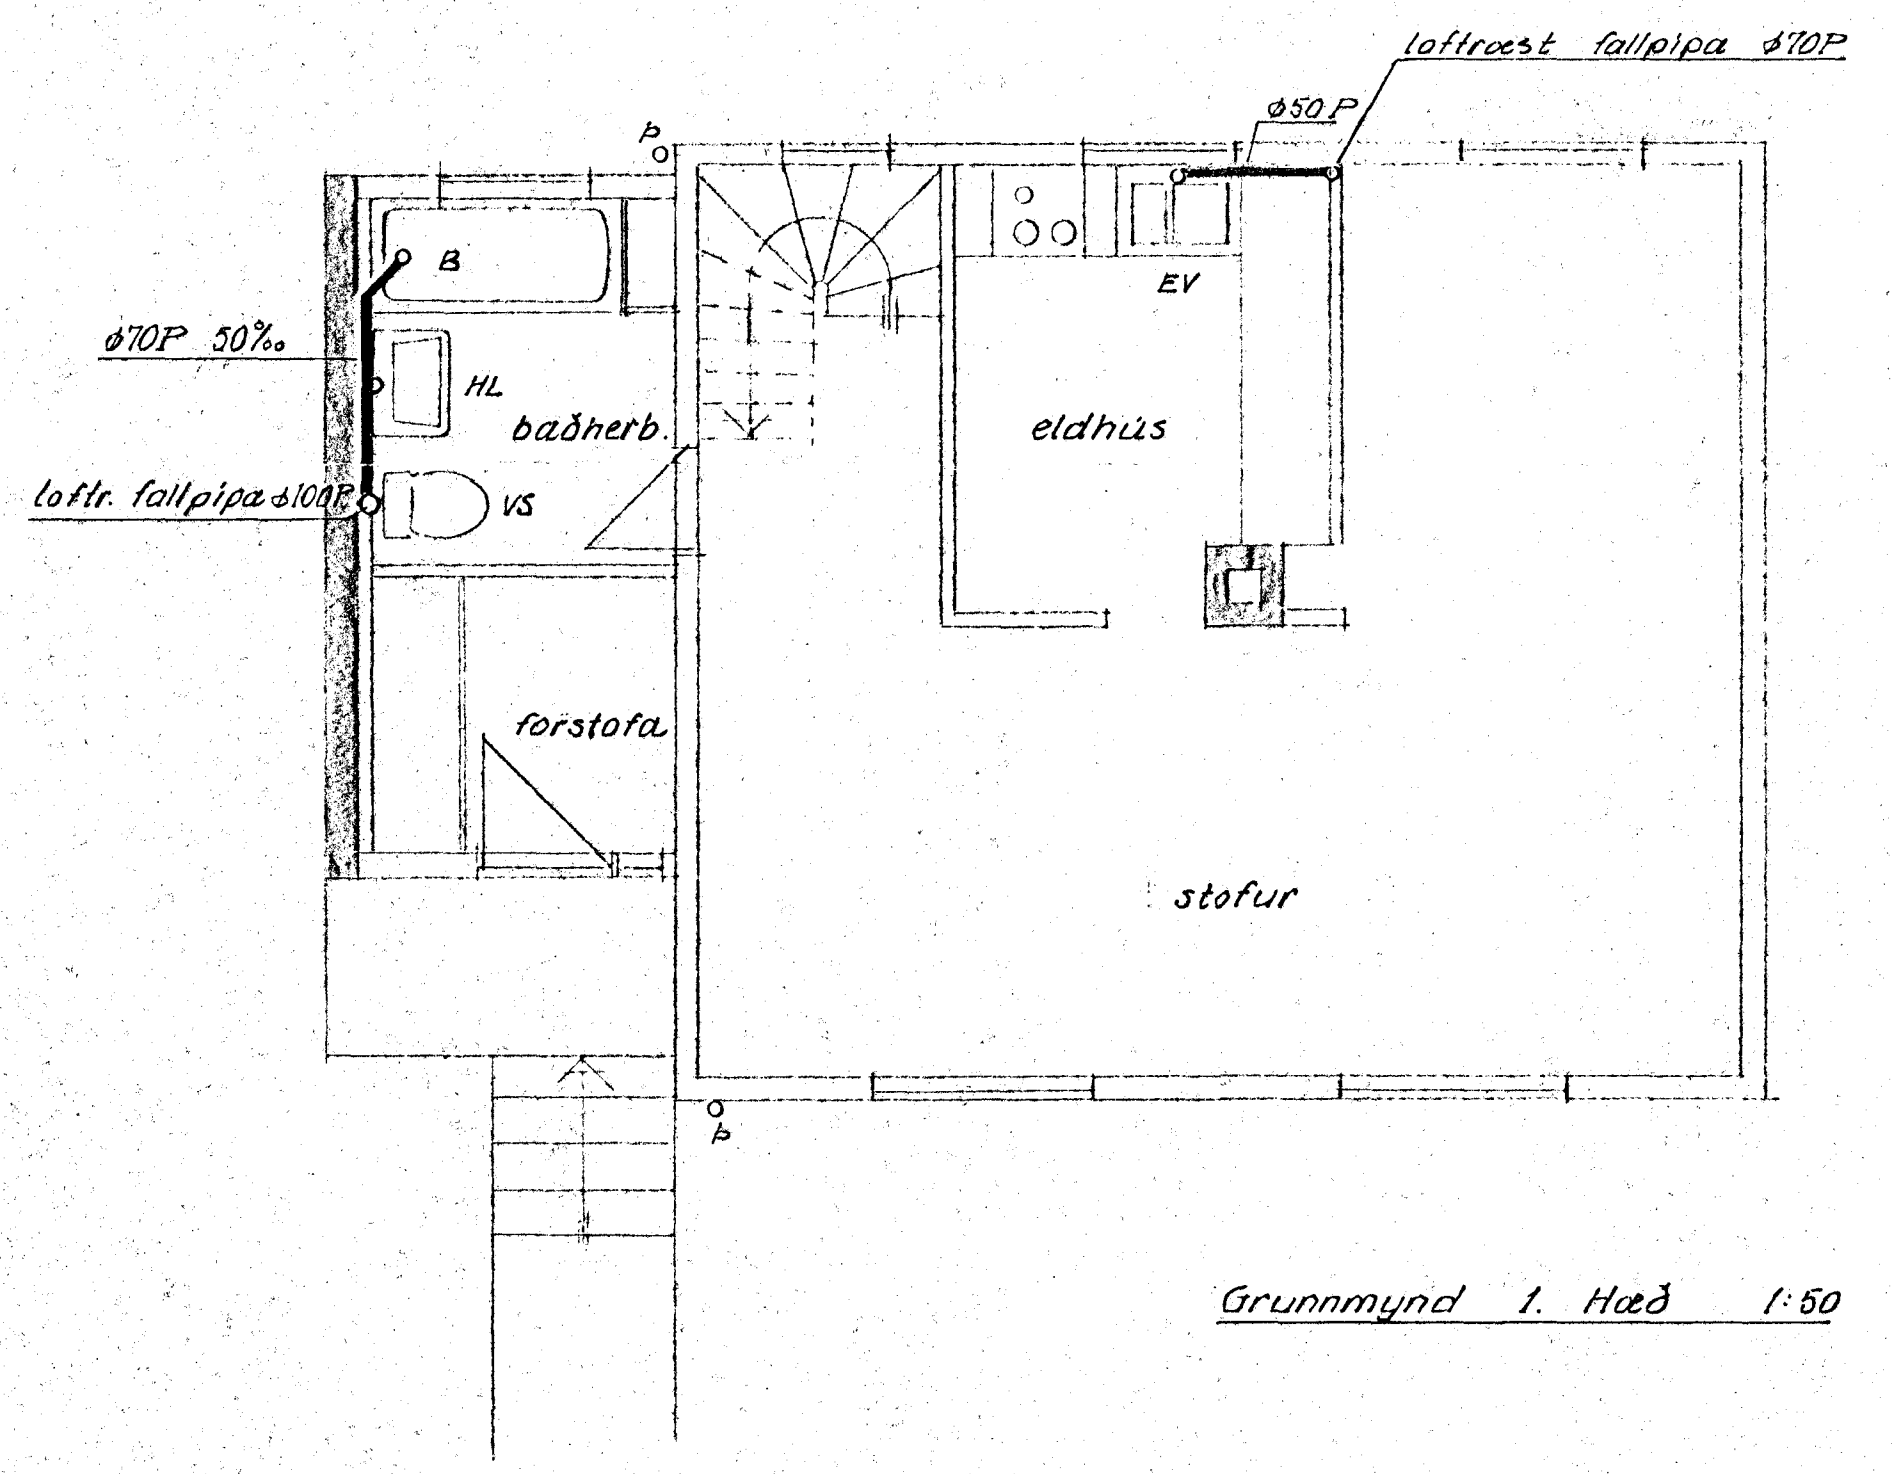 loftræst fallpípa ø70P
ø50P
þ
B
EV
ø70P 50‰
HL
baðherb.
eldhús
loftr. fallpípa ø100P
VS
forstofa
stofur
þ
Grunnmynd 1. Hæð 1:50